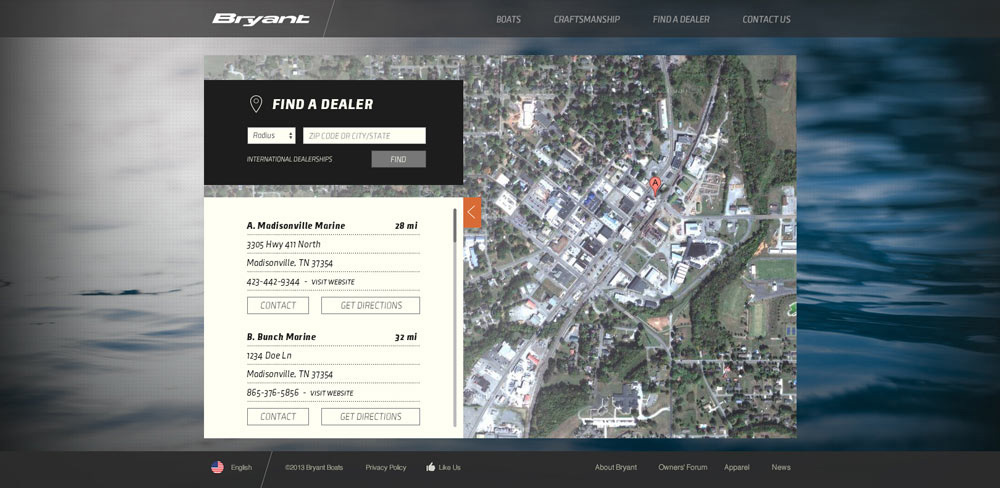 Bryant
BOATS CRAFTSMANSHIP FIND A DEALER CONTACT US
FIND A DEALER
Radius ZIP CODE OR CITY/STATE
INTERNATIONAL DEALERSHIPS FIND
A
A. Madisonville Marine 28 mi
3305 Hwy 411 North
Madisonville, TN 37354
423-442-9344 - VISIT WEBSITE
CONTACT GET DIRECTIONS
B. Bunch Marine 32 mi
1234 Doe Ln
Madisonville, TN 37354
865-376-5856 - VISIT WEBSITE
CONTACT GET DIRECTIONS
English ©2013 Bryant Boats Privacy Policy Like Us About Bryant Owners' Forum Apparel News